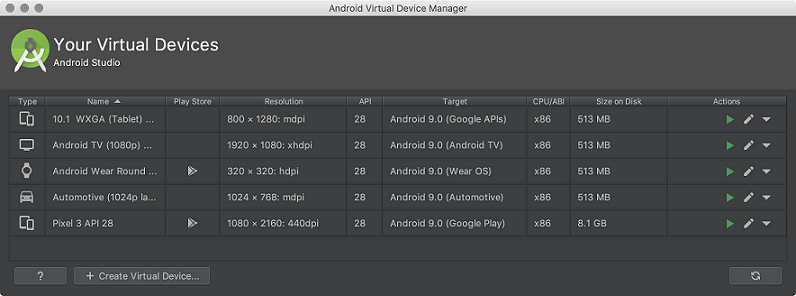 Android Virtual Device Manager
Your Virtual Devices
Android Studio
Type Name Play Store Resolution API Target CPU/ABI Size on Disk Actions
10.1 WXGA (Tablet) ... 800 × 1280: mdpi 28 Android 9.0 (Google APIs) x86 513 MB
Android TV (1080p) ... 1920 × 1080: xhdpi 28 Android 9.0 (Android TV) x86 513 MB
Android Wear Round ... 320 × 320: hdpi 28 Android 9.0 (Wear OS) x86 513 MB
Automotive (1024p la... 1024 × 768: mdpi 28 Android 9.0 (Automotive) x86 513 MB
Pixel 3 API 28 1080 × 2160: 440dpi 28 Android 9.0 (Google Play) x86 8.1 GB
? + Create Virtual Device...